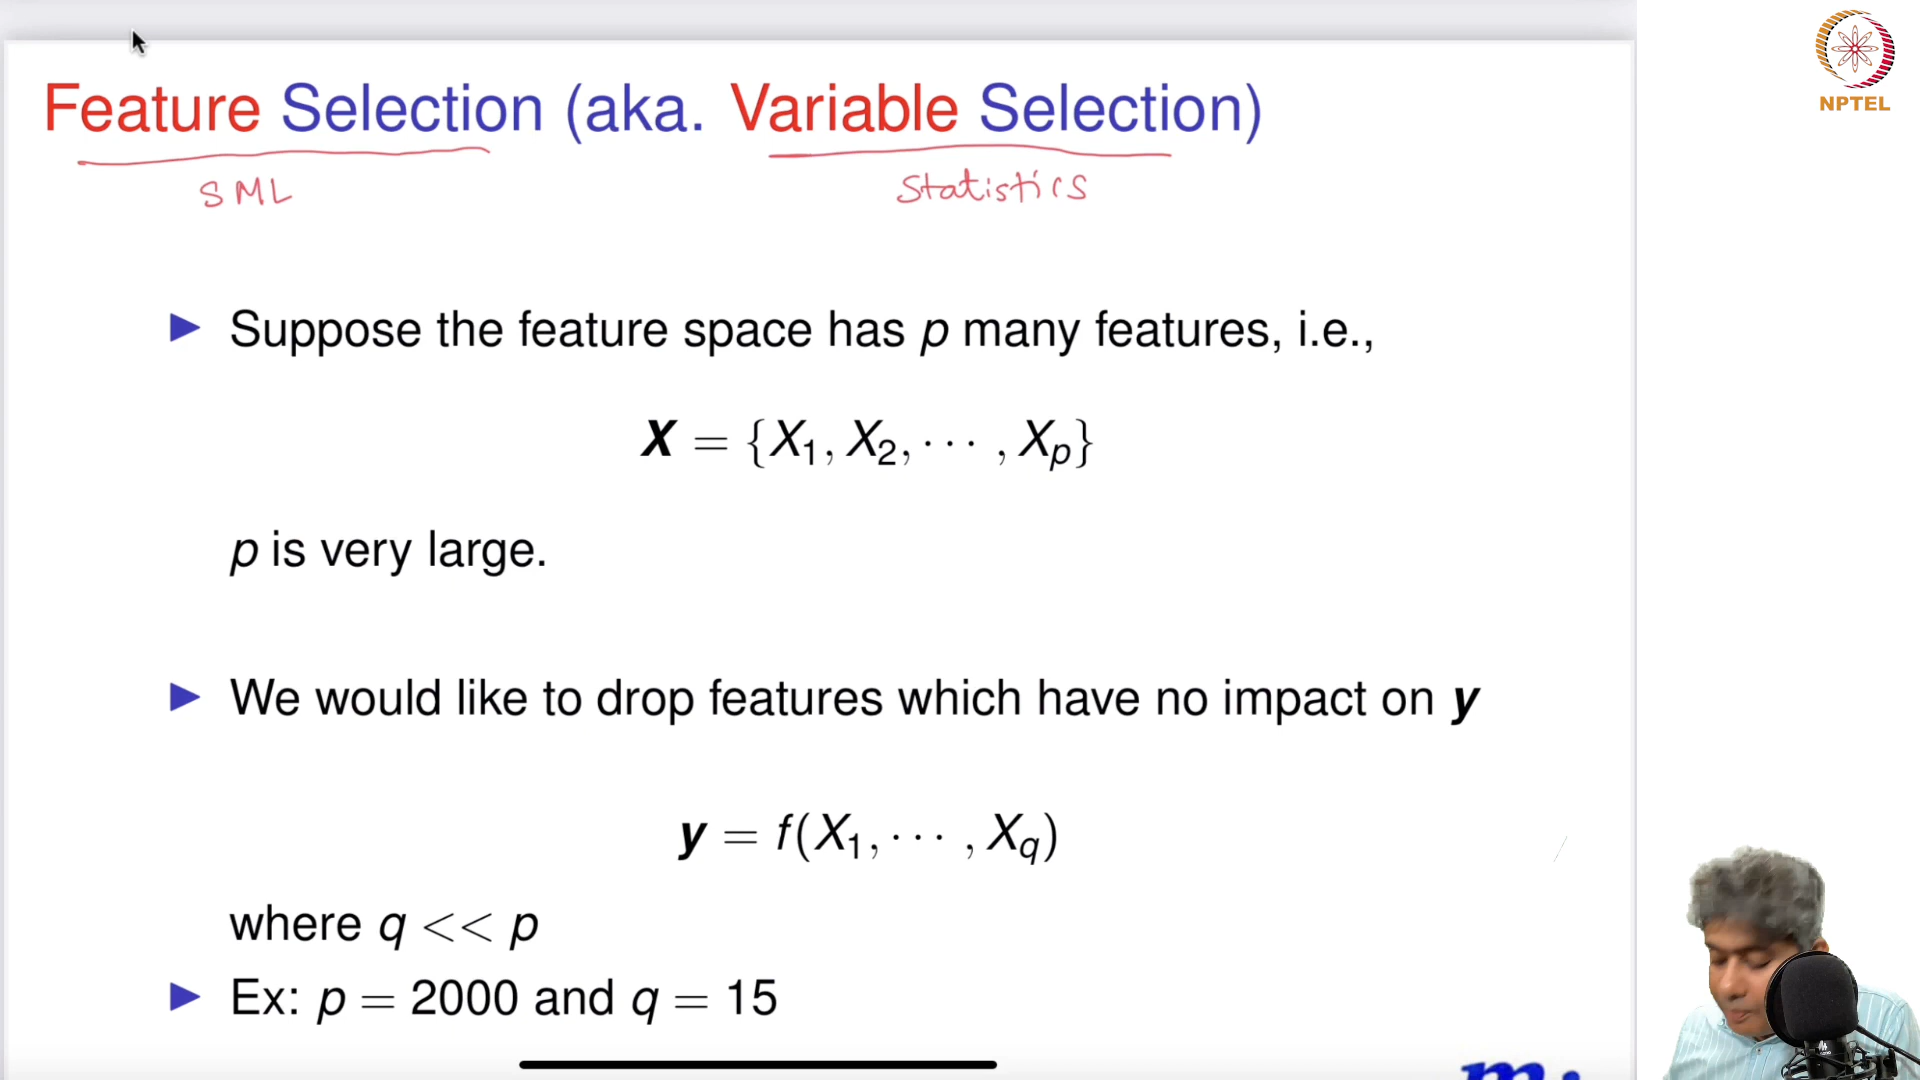 Feature Selection (aka. Variable Selection)
SML Statistics
NPTEL
▶ Suppose the feature space has p many features, i.e.,
X = {X₁, X₂, ⋯ , Xₚ}
p is very large.
▶ We would like to drop features which have no impact on y
y = f(X₁, ⋯ , X_q)
where q << p
▶ Ex: p = 2000 and q = 15